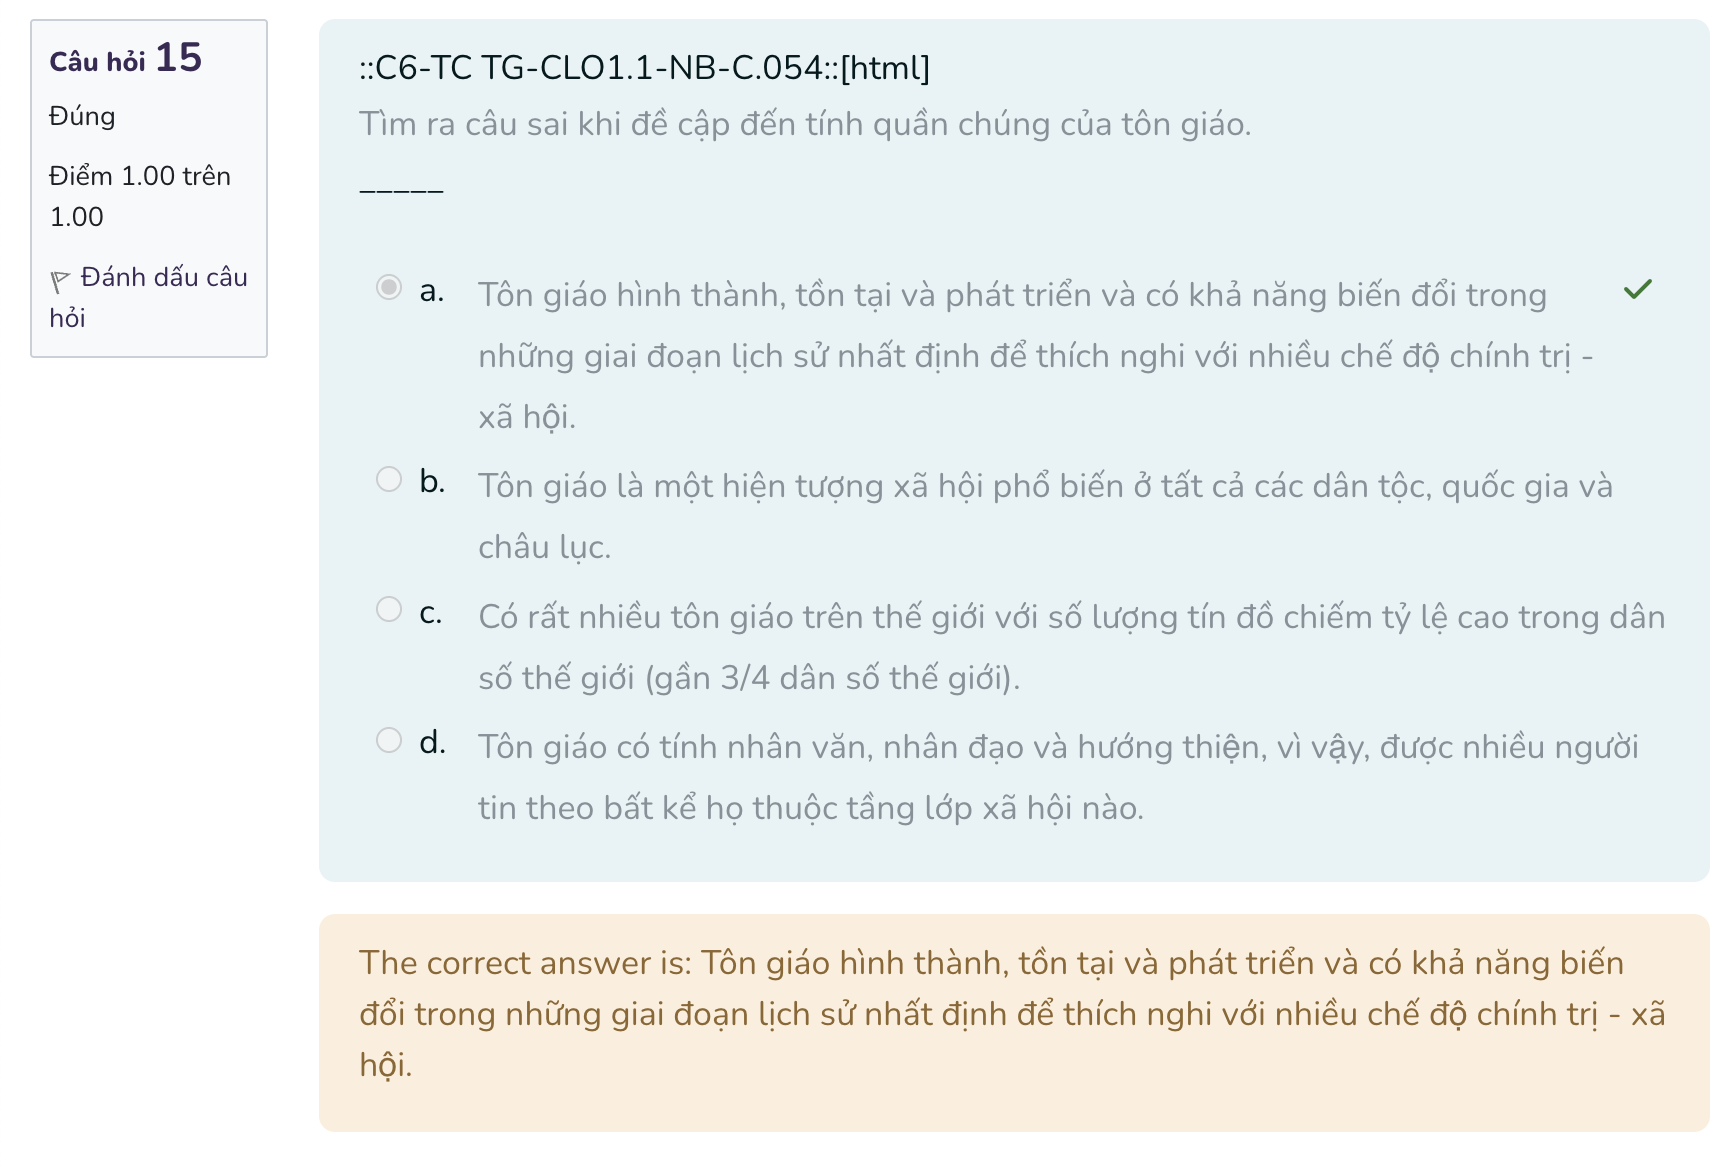 Câu hỏi 15
Đúng
Điểm 1.00 trên
1.00
Đánh dấu câu
hỏi
::C6-TC TG-CLO1.1-NB-C.054::[html]
Tìm ra câu sai khi đề cập đến tính quần chúng của tôn giáo.
_____
a. Tôn giáo hình thành, tồn tại và phát triển và có khả năng biến đổi trong
những giai đoạn lịch sử nhất định để thích nghi với nhiều chế độ chính trị -
xã hội.
b. Tôn giáo là một hiện tượng xã hội phổ biến ở tất cả các dân tộc, quốc gia và
châu lục.
c. Có rất nhiều tôn giáo trên thế giới với số lượng tín đồ chiếm tỷ lệ cao trong dân
số thế giới (gần 3/4 dân số thế giới).
d. Tôn giáo có tính nhân văn, nhân đạo và hướng thiện, vì vậy, được nhiều người
tin theo bất kể họ thuộc tầng lớp xã hội nào.
The correct answer is: Tôn giáo hình thành, tồn tại và phát triển và có khả năng biến
đổi trong những giai đoạn lịch sử nhất định để thích nghi với nhiều chế độ chính trị - xã
hội.